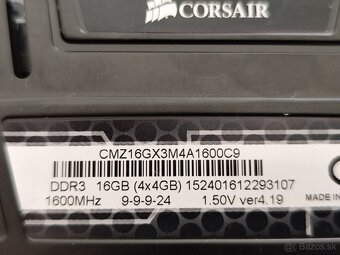 CORSAIR
CMZ16GX3M4A1600C9
DDR3 16GB (4x4GB) 152401612293107
1600MHz 9-9-9-24 1.50V ver4.19
MADE IN
bazos.sk